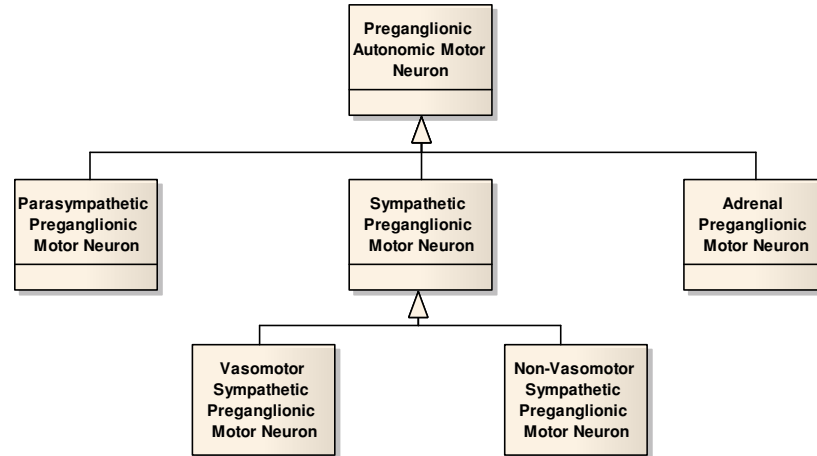 Preganglionic
Autonomic Motor
Neuron
Parasympathetic
Preganglionic
Motor Neuron
Sympathetic
Preganglionic
Motor Neuron
Adrenal
Preganglionic
Motor Neuron
Vasomotor
Sympathetic
Preganglionic
Motor Neuron
Non-Vasomotor
Sympathetic
Preganglionic
Motor Neuron